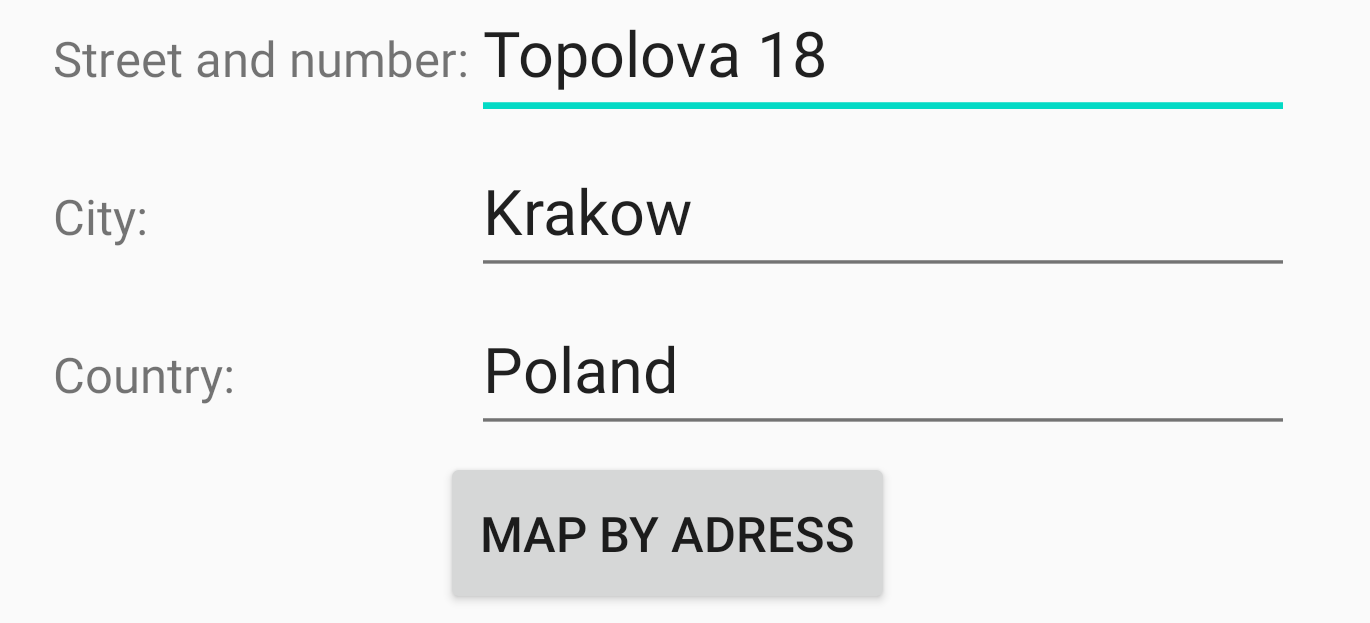 Street and number: Topolova 18
City: Krakow
Country: Poland
MAP BY ADRESS